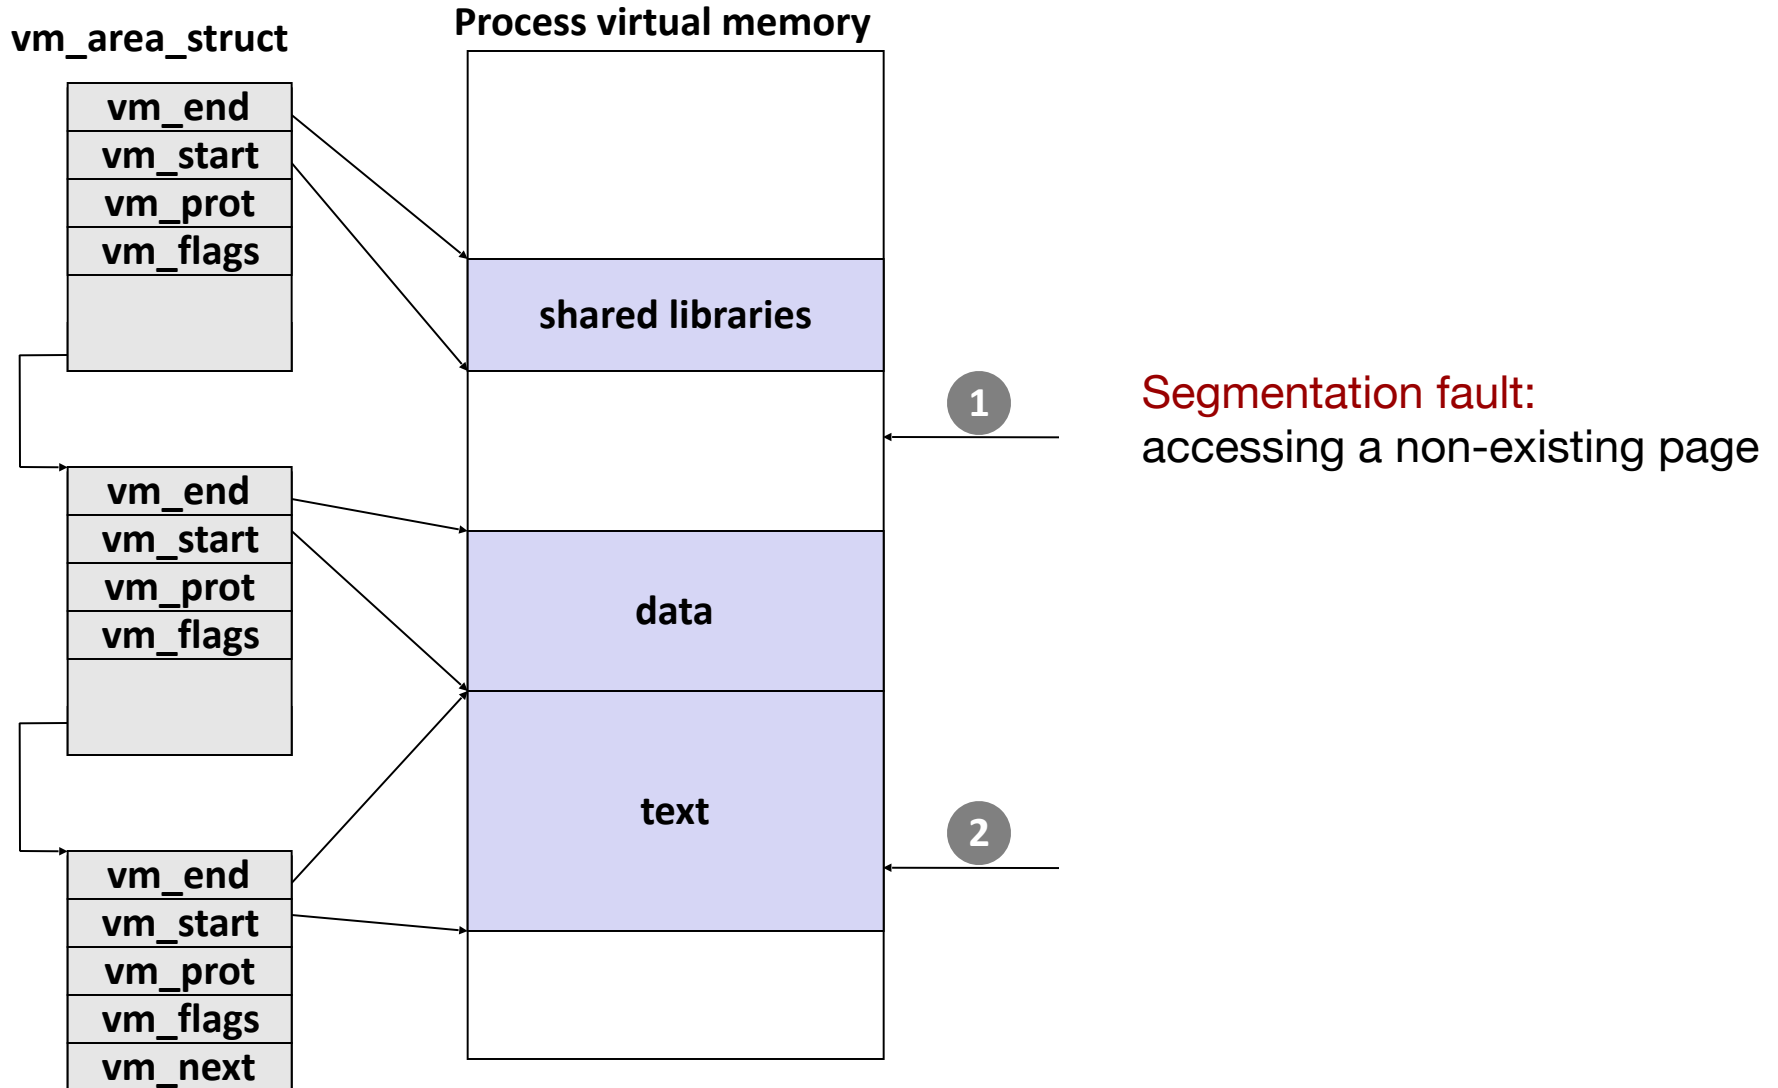 Process virtual memory
vm_area_struct
vm_end
vm_start
vm_prot
vm_flags
shared libraries
1
Segmentation fault:
accessing a non-existing page
vm_end
vm_start
vm_prot
vm_flags
data
text
2
vm_end
vm_start
vm_prot
vm_flags
vm_next